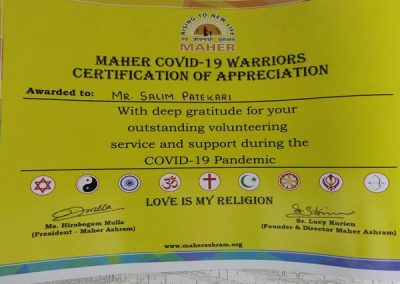 RISING TO NEW LIFE
MAHER
MAHER COVID-19 WARRIORS
CERTIFICATION OF APPRECIATION
Awarded to: MR. SALIM PATEKARI
With deep gratitude for your
outstanding volunteering
service and support during the
COVID-19 Pandemic
LOVE IS MY RELIGION
Ms. Hirabegam Mulla
(President - Maher Ashram)
Sr. Lucy Kurien
(Founder & Director Maher Ashram)
www.maherashram.org